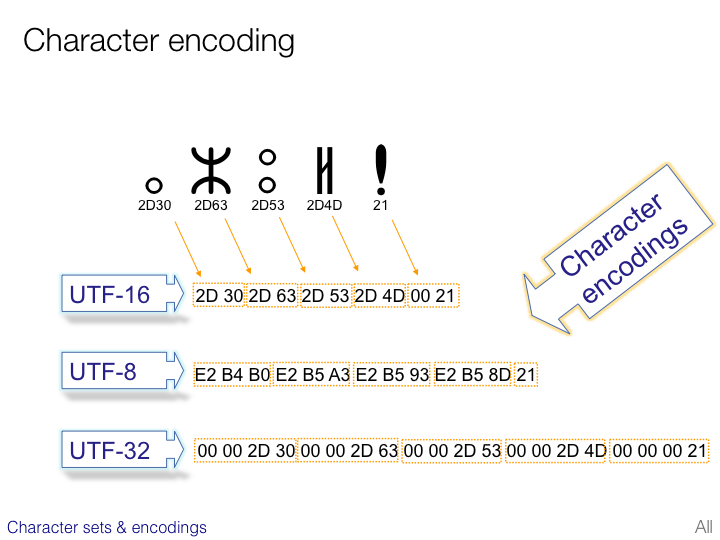 Character encoding
ⴰ ⵣ ⵓ ⵍ !
2D30 2D63 2D53 2D4D 21
Character
encodings
UTF-16
2D 30 2D 63 2D 53 2D 4D 00 21
UTF-8
E2 B4 B0 E2 B5 A3 E2 B5 93 E2 B5 8D 21
UTF-32
00 00 2D 30 00 00 2D 63 00 00 2D 53 00 00 2D 4D 00 00 00 21
Character sets & encodings
All